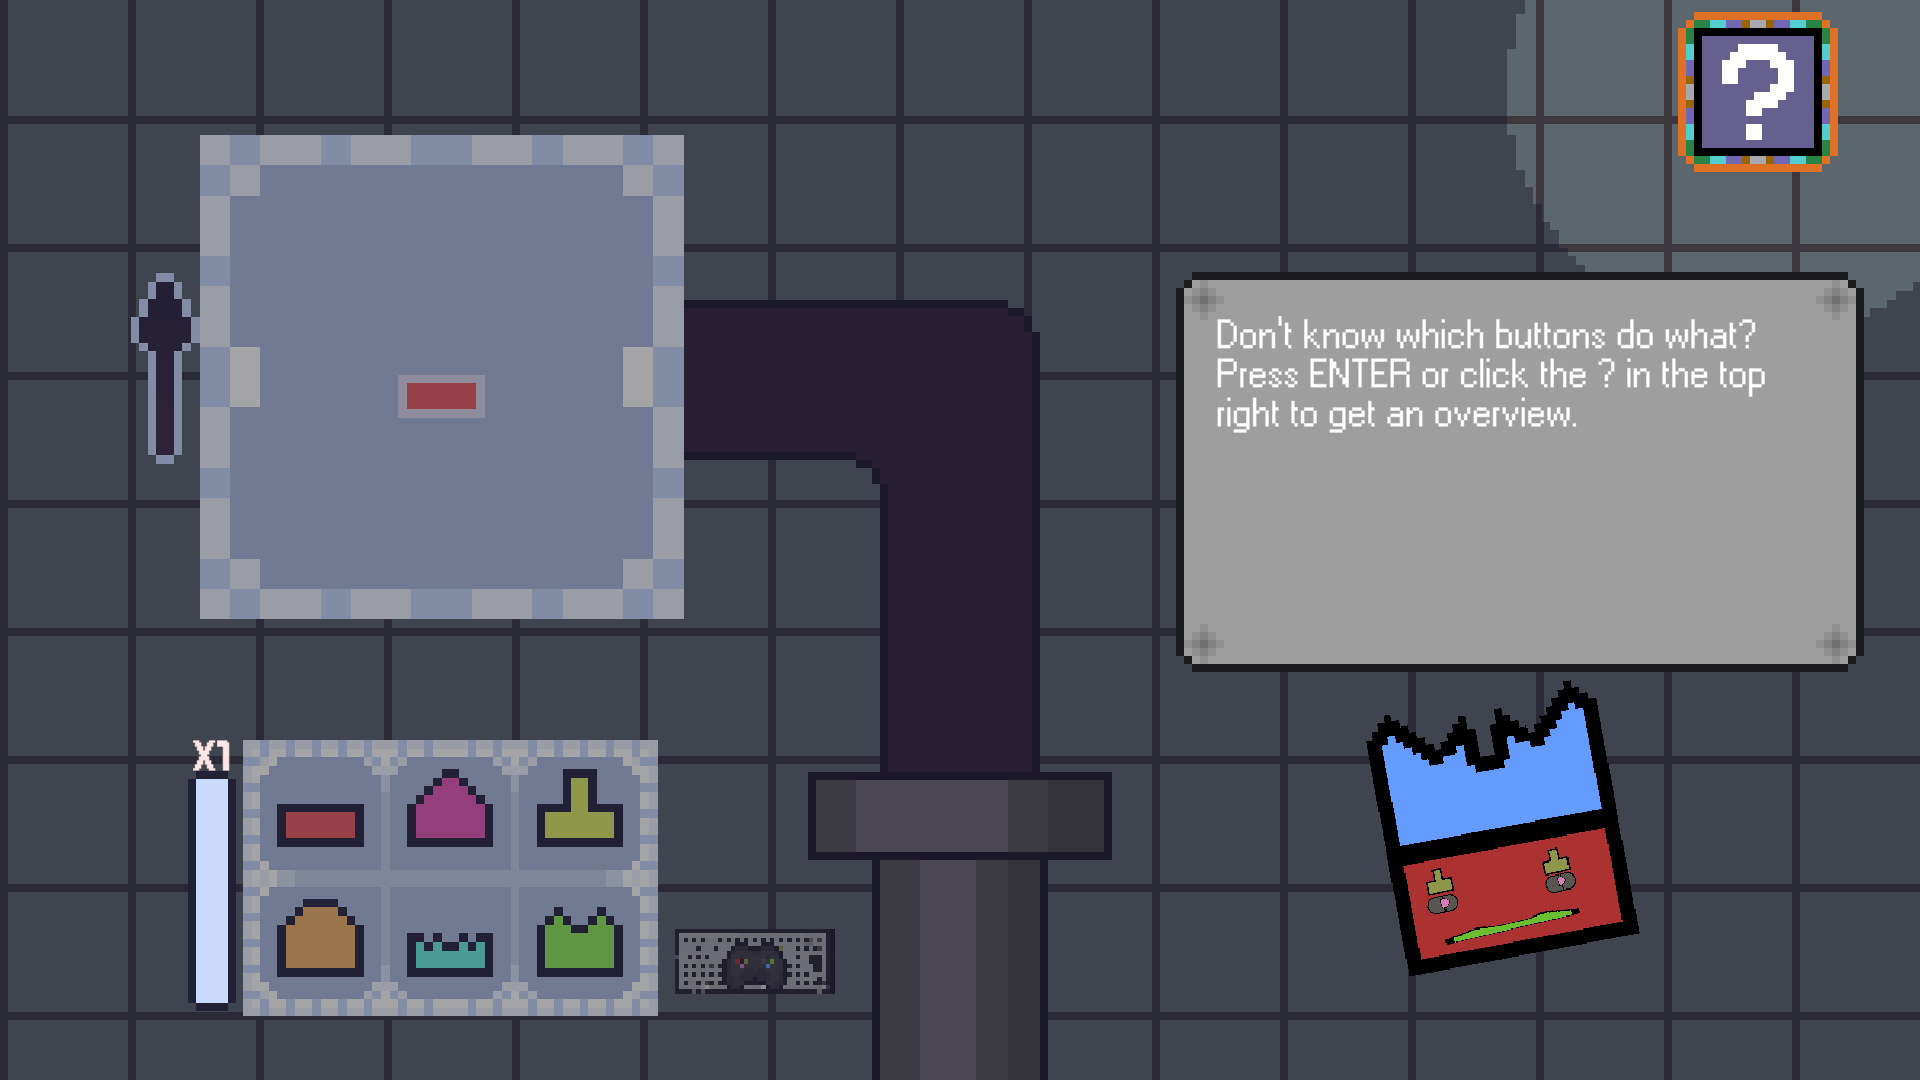 ?
Don't know which buttons do what?
Press ENTER or click the ? in the top
right to get an overview.
X1